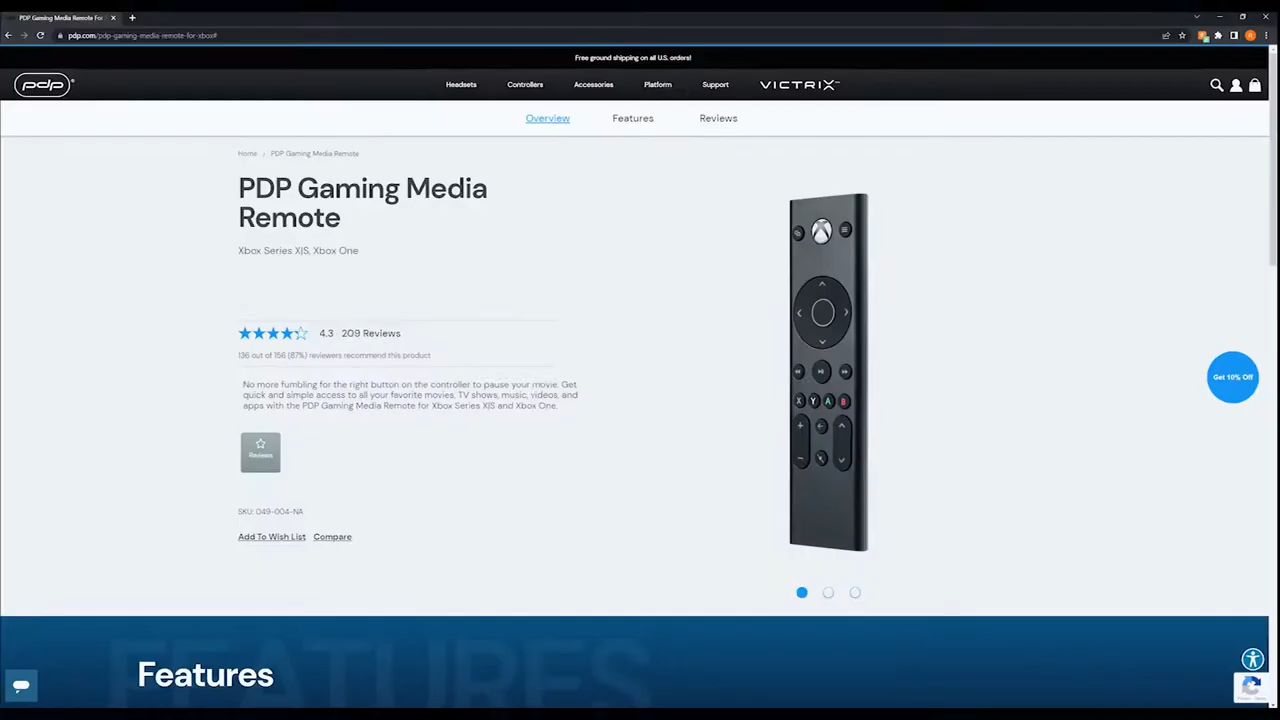 PDP Gaming Media Remote For
pdp.com/pdp-gaming-media-remote-for-xbox#
Free ground shipping on all U.S. orders!
pdp
Headsets
Controllers
Accessories
Platform
Support
VICTRIX
Overview
Features
Reviews
Home / PDP Gaming Media Remote
PDP Gaming Media
Remote
Xbox Series X|S, Xbox One
4.3 209 Reviews
136 out of 156 (87%) reviewers recommend this product
No more fumbling for the right button on the controller to pause your movie. Get
quick and simple access to all your favorite movies, TV shows, music, videos, and
apps with the PDP Gaming Media Remote for Xbox Series X|S and Xbox One.
Reviews
X Y A B
Get 10% Off
SKU: 049-004-NA
Add To Wish List
Compare
FEATURES
Features